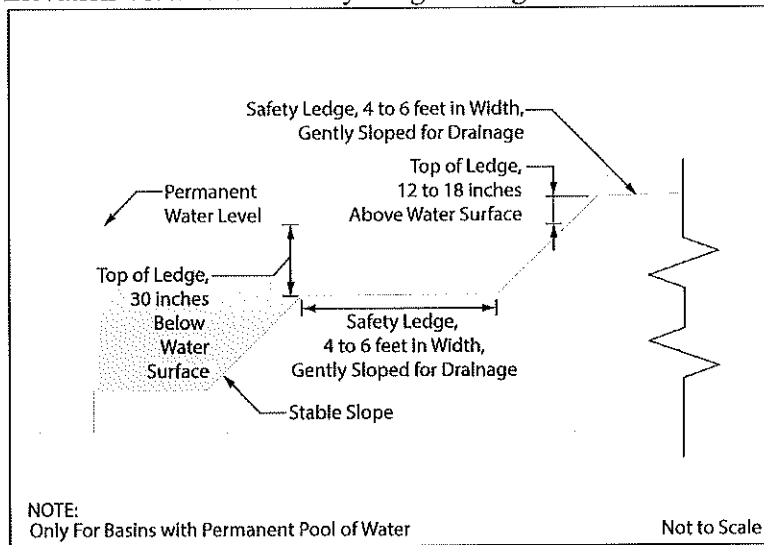 Safety Ledge, 4 to 6 feet in Width,
Gently Sloped for Drainage
Top of Ledge,
12 to 18 inches
Above Water Surface
Permanent
Water Level
Top of Ledge,
30 inches
Below
Water
Surface
Safety Ledge,
4 to 6 feet in Width,
Gently Sloped for Drainage
Stable Slope
NOTE:
Only For Basins with Permanent Pool of Water
Not to Scale